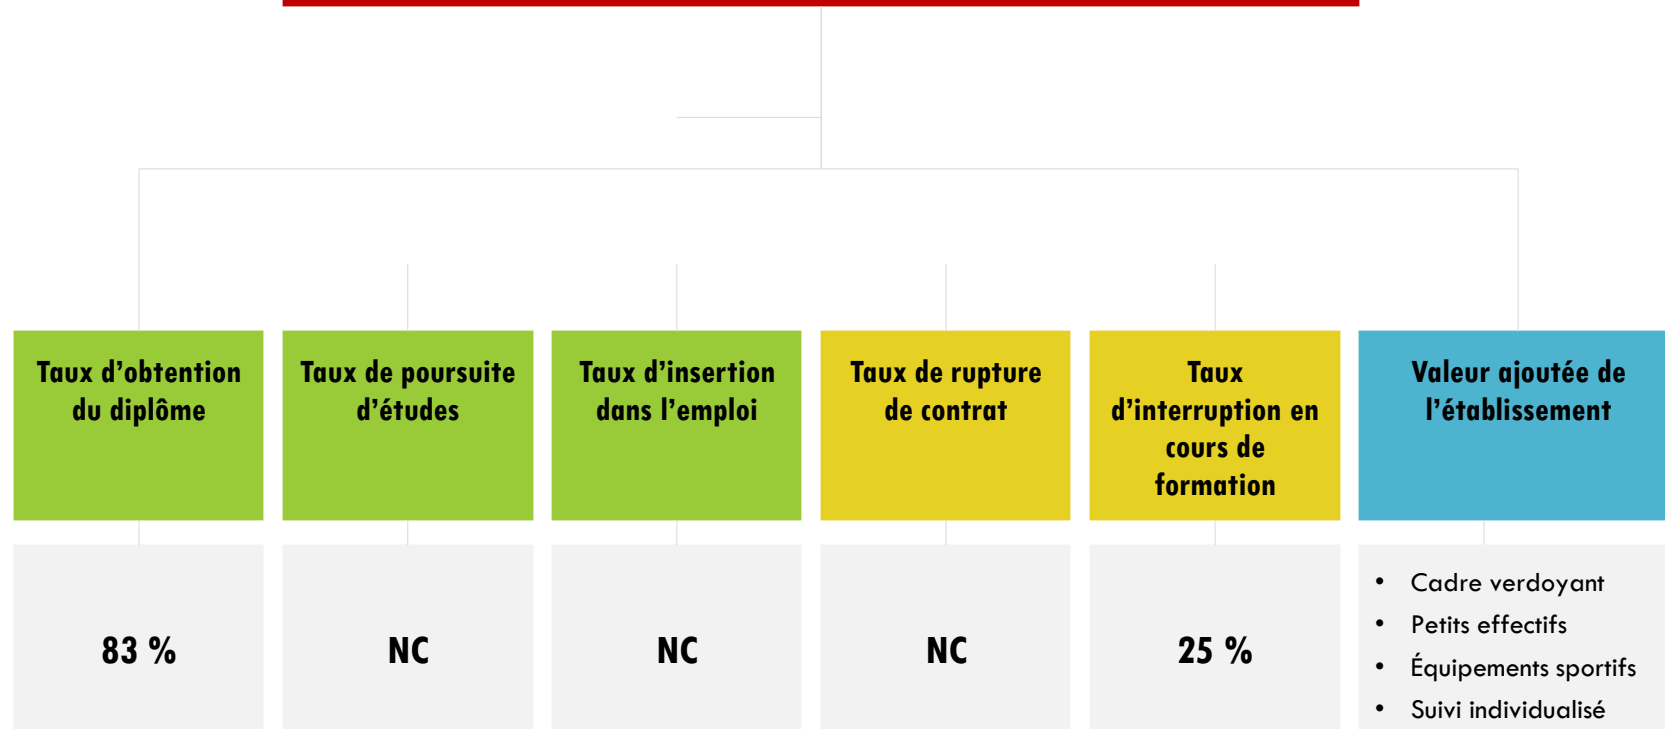 Taux d’obtention
du diplôme
Taux de poursuite
d’études
Taux d’insertion
dans l’emploi
Taux de rupture
de contrat
Taux
d’interruption en
cours de
formation
Valeur ajoutée de
l’établissement
83 %
NC
NC
NC
25 %
• Cadre verdoyant
• Petits effectifs
• Équipements sportifs
• Suivi individualisé